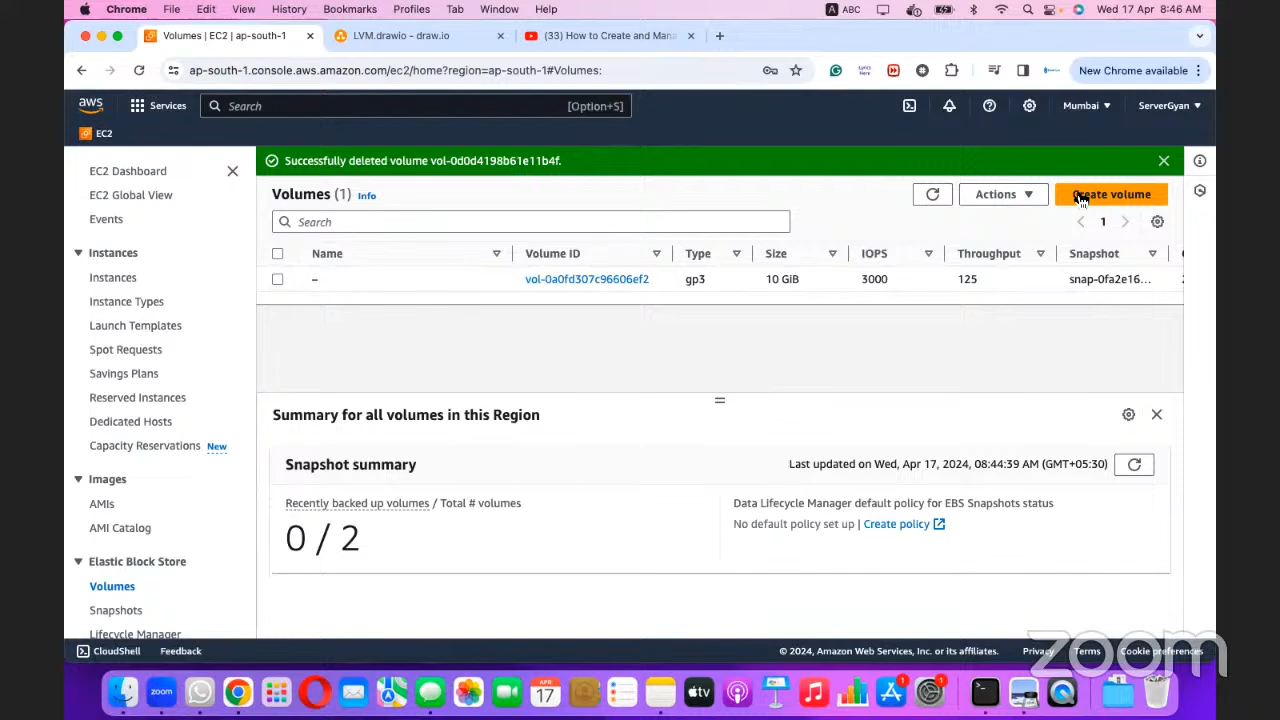 Chrome File Edit View History Bookmarks Profiles Tab Window Help ABC Wed 17 Apr 8:46 AM
Volumes | EC2 | ap-south-1 LVM.drawio - draw.io (33) How to Create and Mana
ap-south-1.console.aws.amazon.com/ec2/home?region=ap-south-1#Volumes: New Chrome available
aws Services Search [Option+S] Mumbai ServerGyan
EC2
EC2 Dashboard
EC2 Global View
Events
Instances
Instances
Instance Types
Launch Templates
Spot Requests
Savings Plans
Reserved Instances
Dedicated Hosts
Capacity Reservations New
Images
AMIs
AMI Catalog
Elastic Block Store
Volumes
Snapshots
Lifecycle Manager
Successfully deleted volume vol-0d0d4198b61e11b4f.
Volumes (1) Info Actions Create volume
Search 1
Name Volume ID Type Size IOPS Throughput Snapshot
– vol-0a0fd307c96606ef2 gp3 10 GiB 3000 125 snap-0fa2e16...
Summary for all volumes in this Region
Snapshot summary Last updated on Wed, Apr 17, 2024, 08:44:39 AM (GMT+05:30)
Recently backed up volumes / Total # volumes
0 / 2
Data Lifecycle Manager default policy for EBS Snapshots status
No default policy set up | Create policy
CloudShell Feedback © 2024, Amazon Web Services, Inc. or its affiliates. Privacy Terms Cookie preferences
zoom
zoom APR 17 tv 1 1